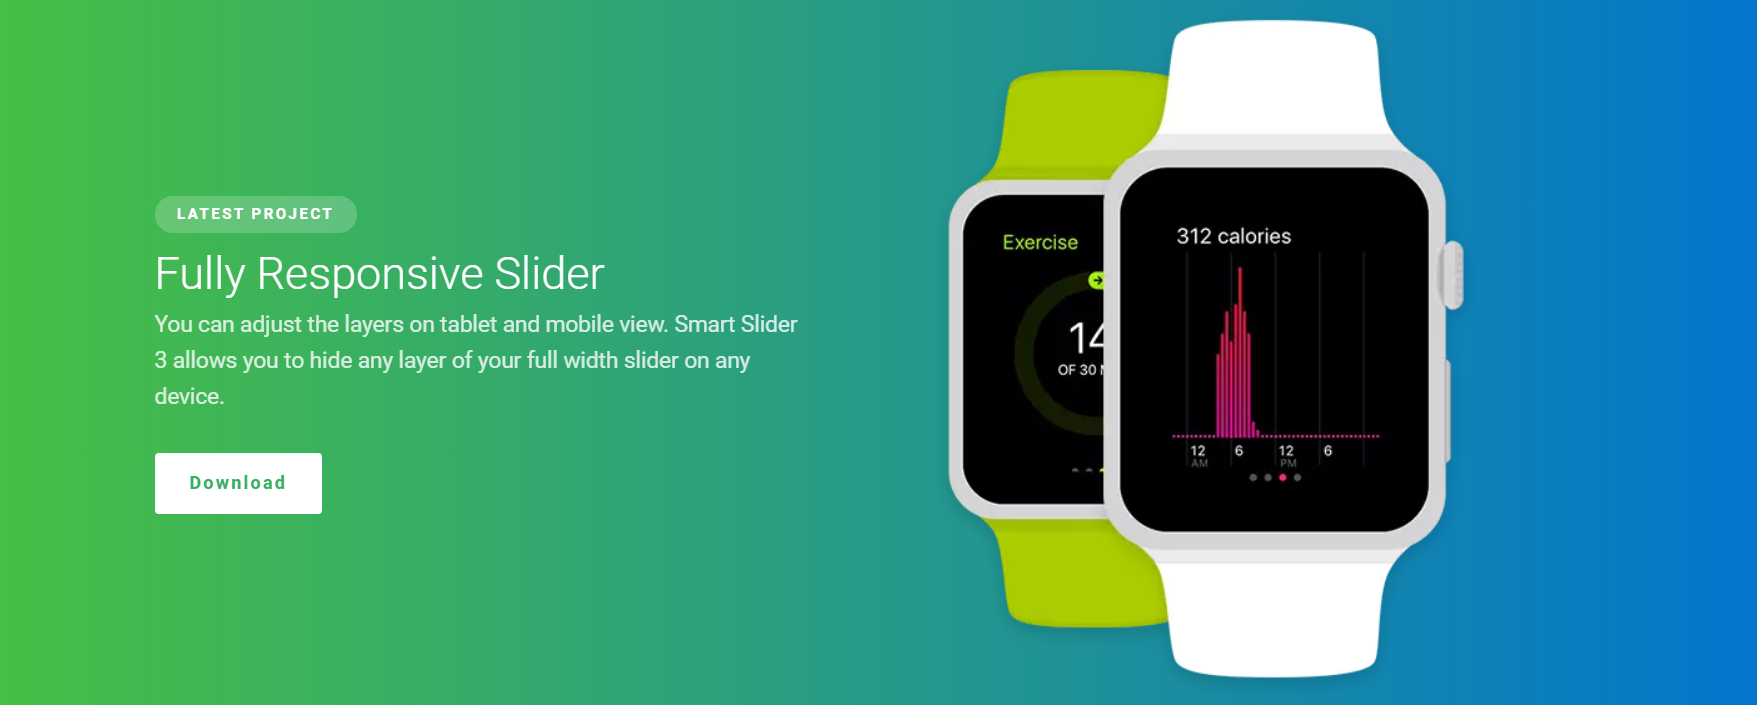 LATEST PROJECT
Fully Responsive Slider
You can adjust the layers on tablet and mobile view. Smart Slider
3 allows you to hide any layer of your full width slider on any
device.
Download
Exercise
14
OF 30
312 calories
12 6 12 6
AM PM